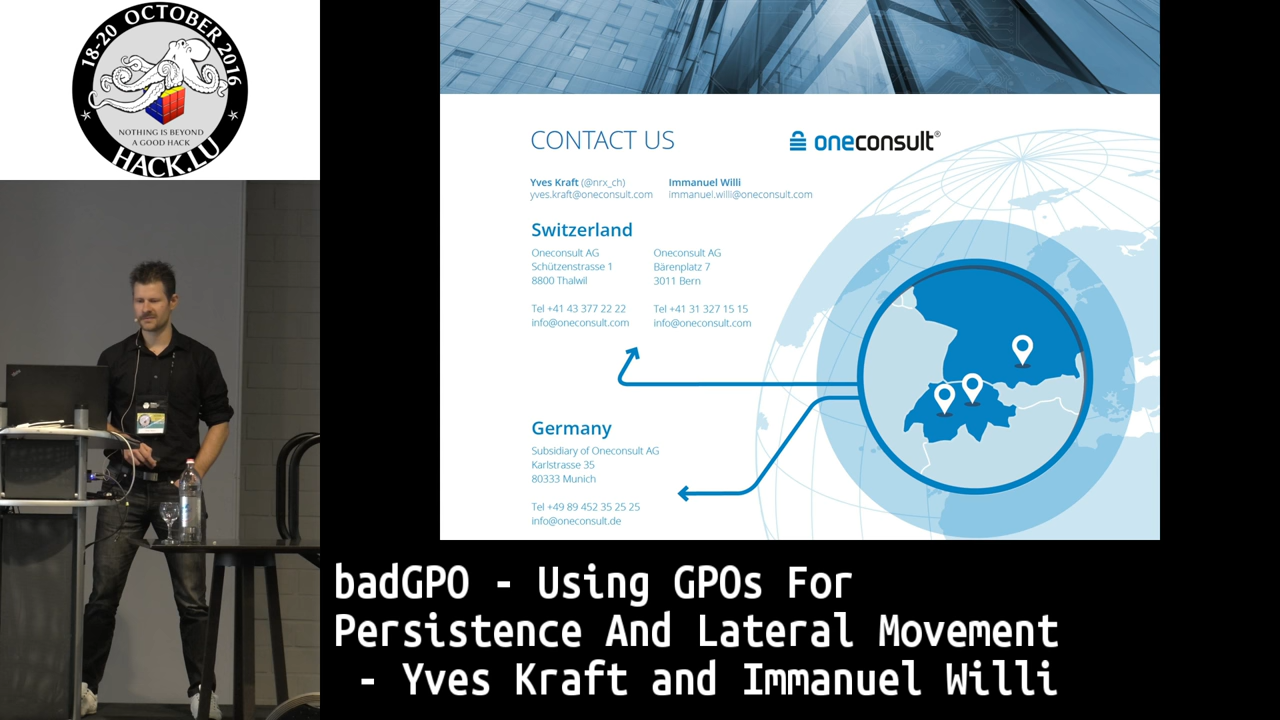 18-20 OCTOBER 2016
NOTHING IS BEYOND
A GOOD HACK
HACK.LU
CONTACT US
oneconsult®
Yves Kraft (@nrx_ch)
yves.kraft@oneconsult.com
Immanuel Willi
immanuel.willi@oneconsult.com
Switzerland
Oneconsult AG
Schützenstrasse 1
8800 Thalwil
Tel +41 43 377 22 22
info@oneconsult.com
Oneconsult AG
Bärenplatz 7
3011 Bern
Tel +41 31 327 15 15
info@oneconsult.com
Germany
Subsidiary of Oneconsult AG
Karlstrasse 35
80333 Munich
Tel +49 89 452 35 25 25
info@oneconsult.de
badGPO - Using GPOs For
Persistence And Lateral Movement
- Yves Kraft and Immanuel Willi